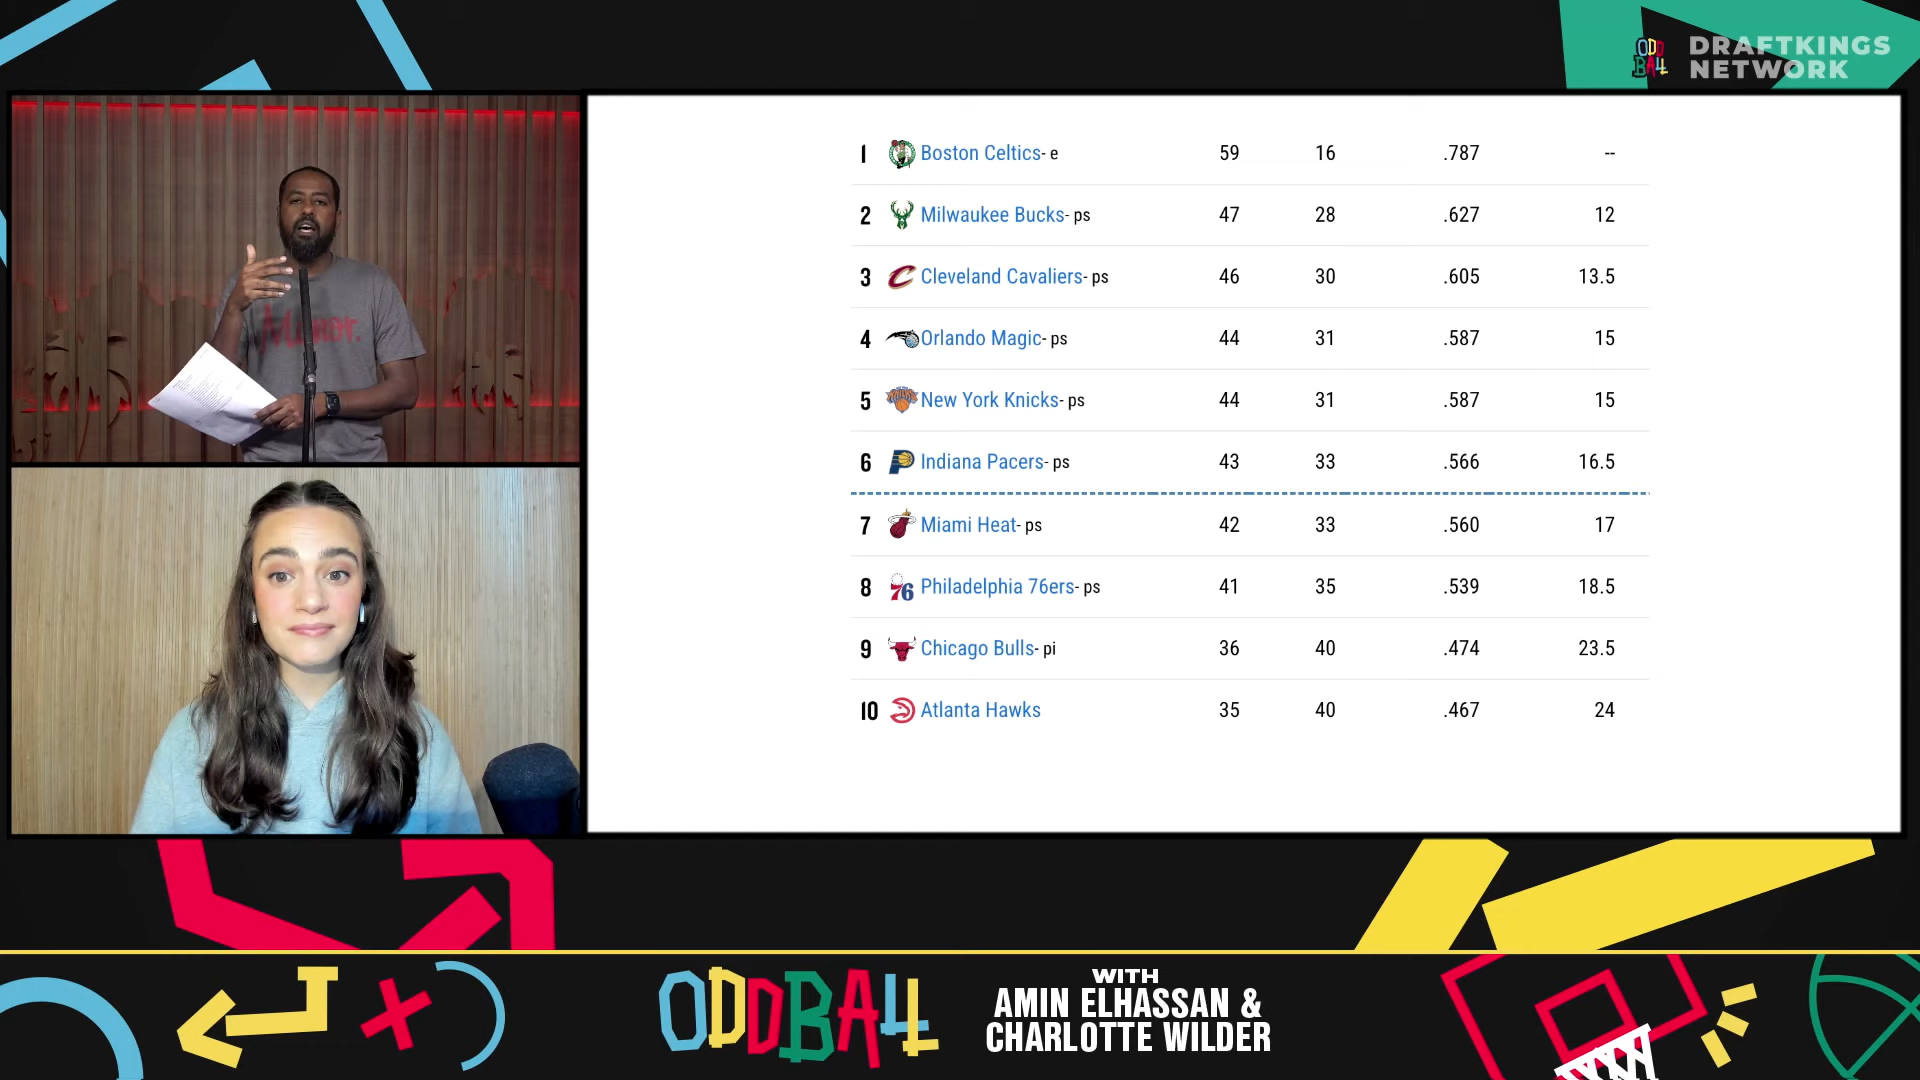 ODD
BALL
DRAFTKINGS
NETWORK
1 Boston Celtics- e 59 16 .787 --
2 Milwaukee Bucks- ps 47 28 .627 12
3 Cleveland Cavaliers- ps 46 30 .605 13.5
4 Orlando Magic- ps 44 31 .587 15
5 New York Knicks- ps 44 31 .587 15
6 Indiana Pacers- ps 43 33 .566 16.5
7 Miami Heat- ps 42 33 .560 17
8 Philadelphia 76ers- ps 41 35 .539 18.5
9 Chicago Bulls- pi 36 40 .474 23.5
10 Atlanta Hawks 35 40 .467 24
ODDBALL
WITH
AMIN ELHASSAN &
CHARLOTTE WILDER